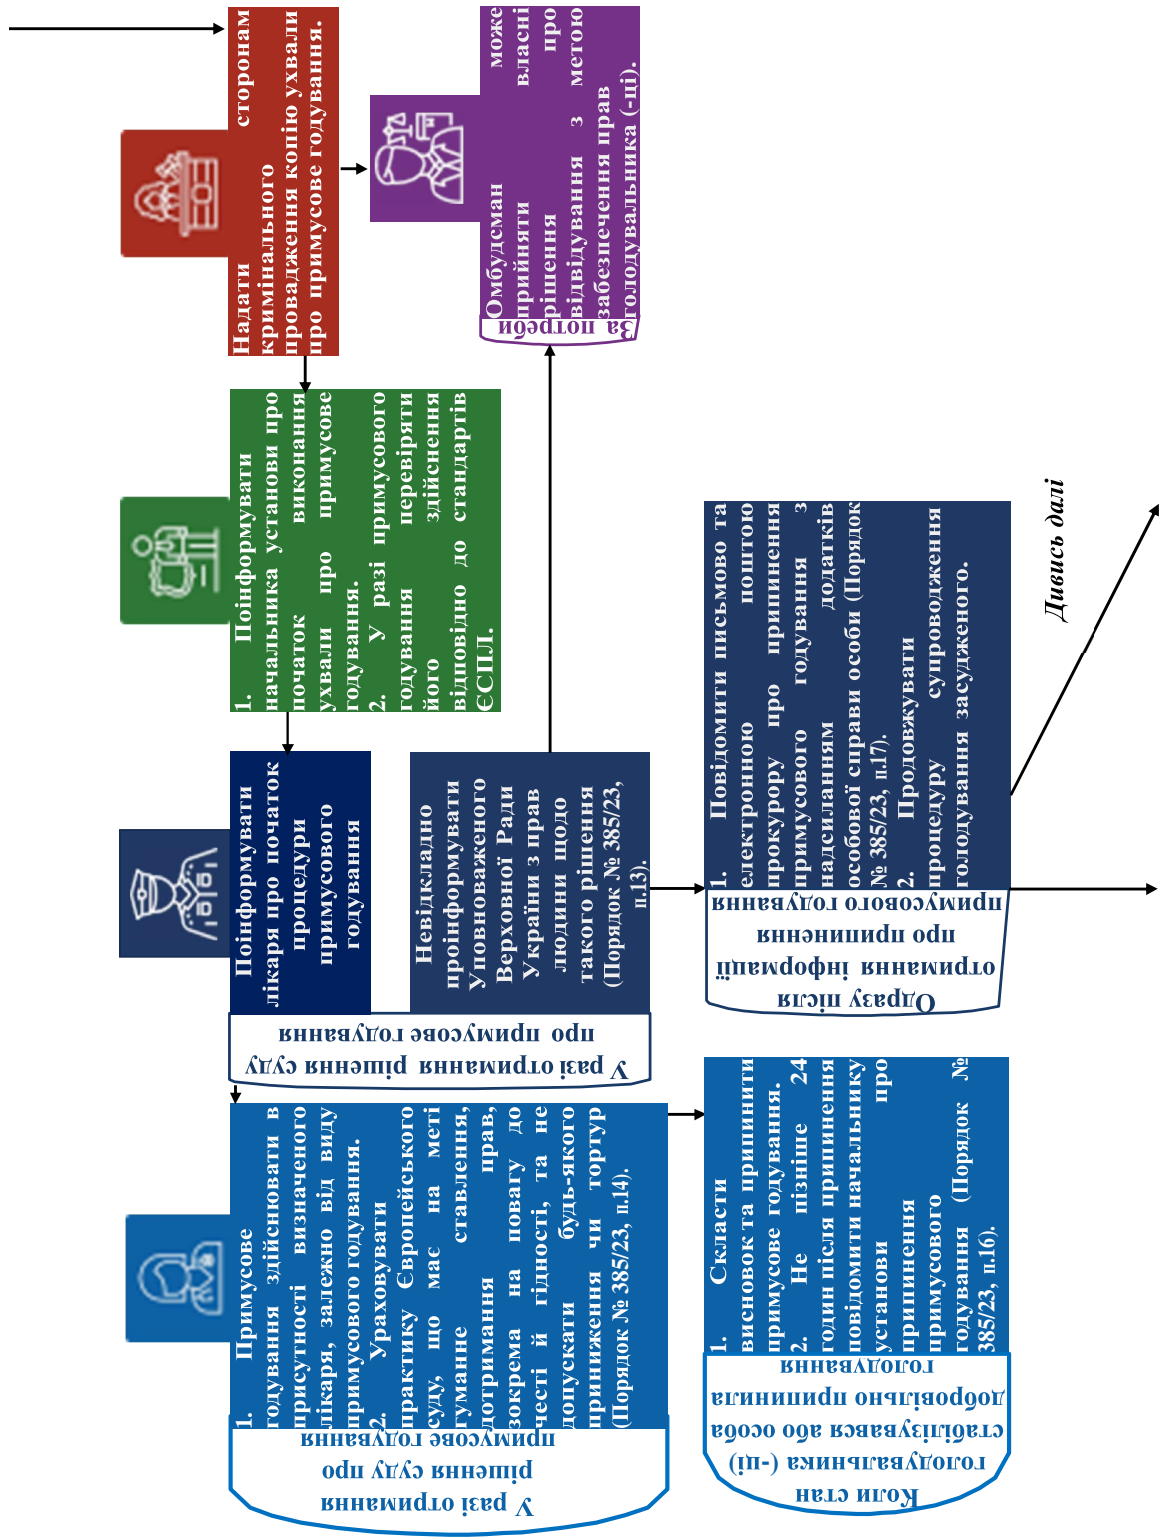 Надати сторонам
кримінального
провадження копію ухвали
про примусове годування.
Омбудсман може
прийняти власні
рішення про
відвідування з метою
забезпечення прав
голодувальника (-ці).
За потреби
1. Поінформувати
начальника установи про
початок виконання
ухвали про примусове
годування.
2. У разі примусового
годування перевіряти
його здійснення
відповідно до стандартів
ЄСПЛ.
Поінформувати
лікаря про початок
процедури
примусового
годування
Невідкладно
проінформувати
Уповноваженого
Верховної Ради
України з прав
людини щодо
такого рішення
(Порядок № 385/23,
п.13).
У разі отримання рішення суду
про примусове годування
1. Повідомити письмово та
електронною поштою
прокурору про припинення
примусового годування з
надсиланням додатків
особової справи особи (Порядок
№ 385/23, п.17).
2. Продовжувати
процедуру супроводження
голодування засудженого.
Одразу після
отримання інформації
про припинення
примусового годування
Дивись далі
1. Примусове
годування здійснювати в
присутності визначеного
лікаря, залежно від виду
примусового годування.
2. Ураховувати
практику Європейського
суду, що має на меті
гуманне ставлення,
дотримання прав,
зокрема на повагу до
честі й гідності, та не
допускати будь-якого
приниження чи тортур
(Порядок № 385/23, п.14).
У разі отримання
рішення суду про
примусове годування
1. Скласти
висновок та припинити
примусове годування.
2. Не пізніше 24
годин після припинення
повідомити начальнику
установи про
припинення
примусового
годування (Порядок №
385/23, п.16).
Коли стан
голодувальника (-ці)
стабілізувався або особа
добровільно припинила
голодування